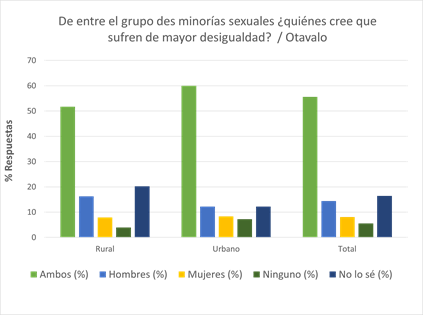 De entre el grupo des minorías sexuales ¿quiénes cree que
sufren de mayor desigualdad? / Otavalo
% Respuestas
70
60
50
40
30
20
10
0
Rural
Urbano
Total
Ambos (%)
Hombres (%)
Mujeres (%)
Ninguno (%)
No lo sé (%)